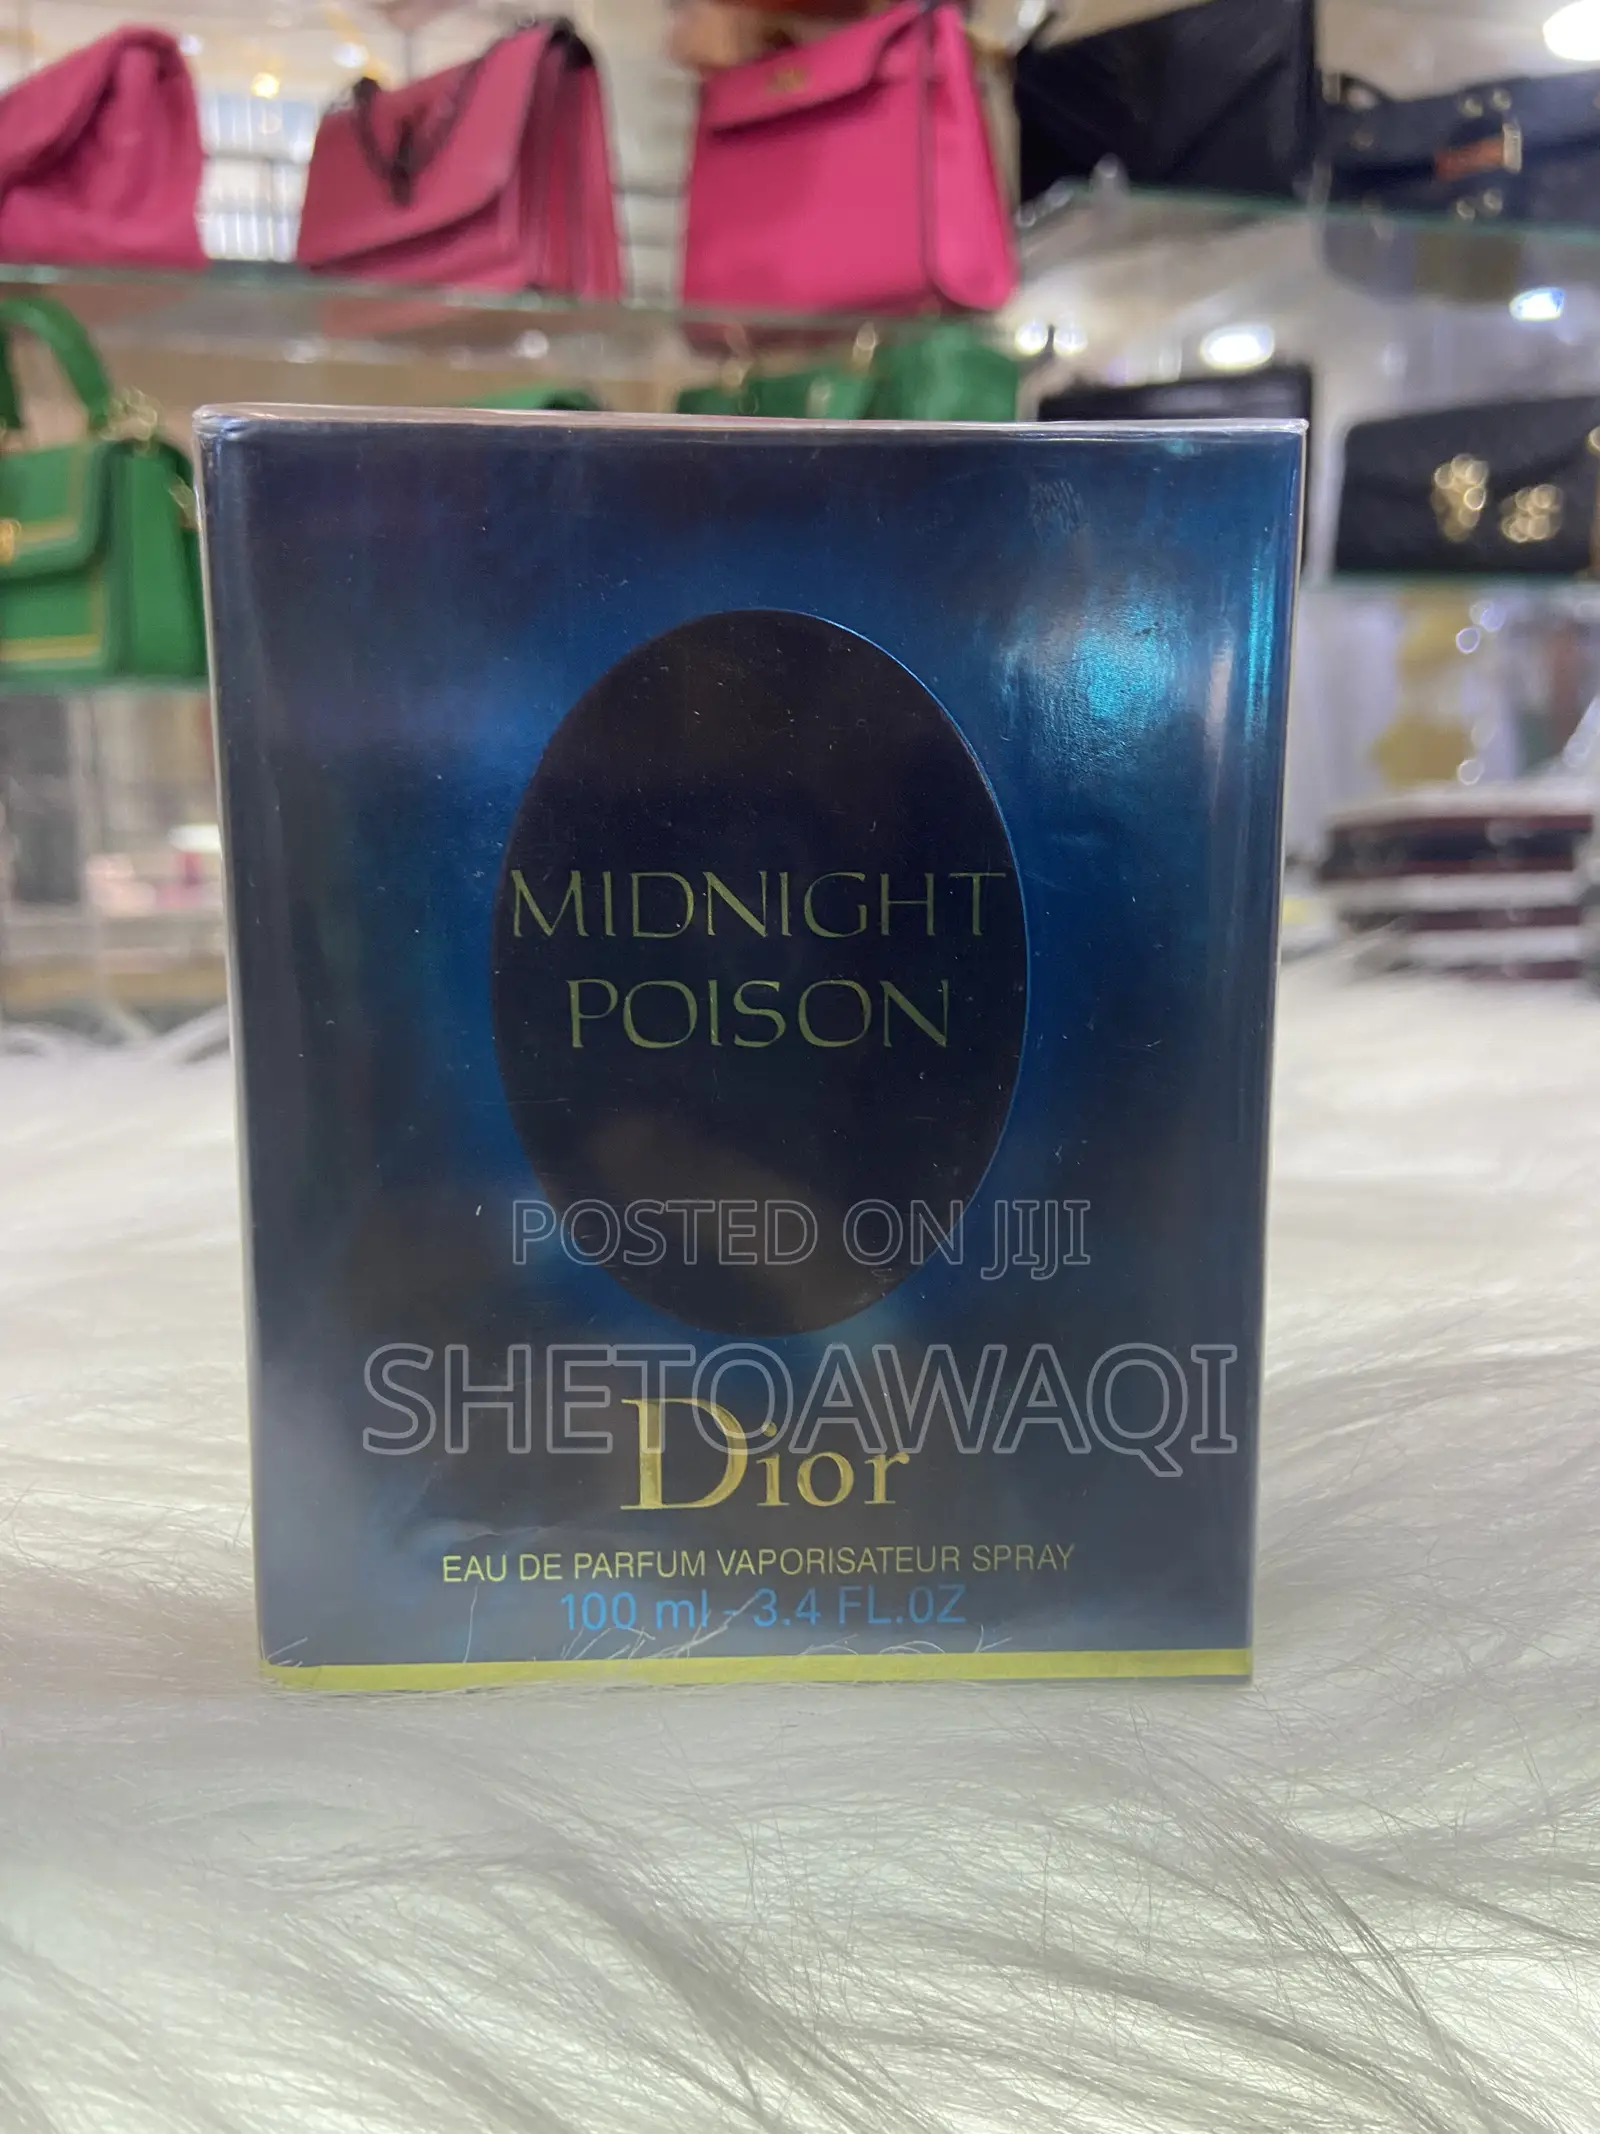 MIDNIGHT
POISON
POSTED ON JIJI
SHETOAWAQI
Dior
EAU DE PARFUM VAPORISATEUR SPRAY
100 ml - 3.4 FL.OZ